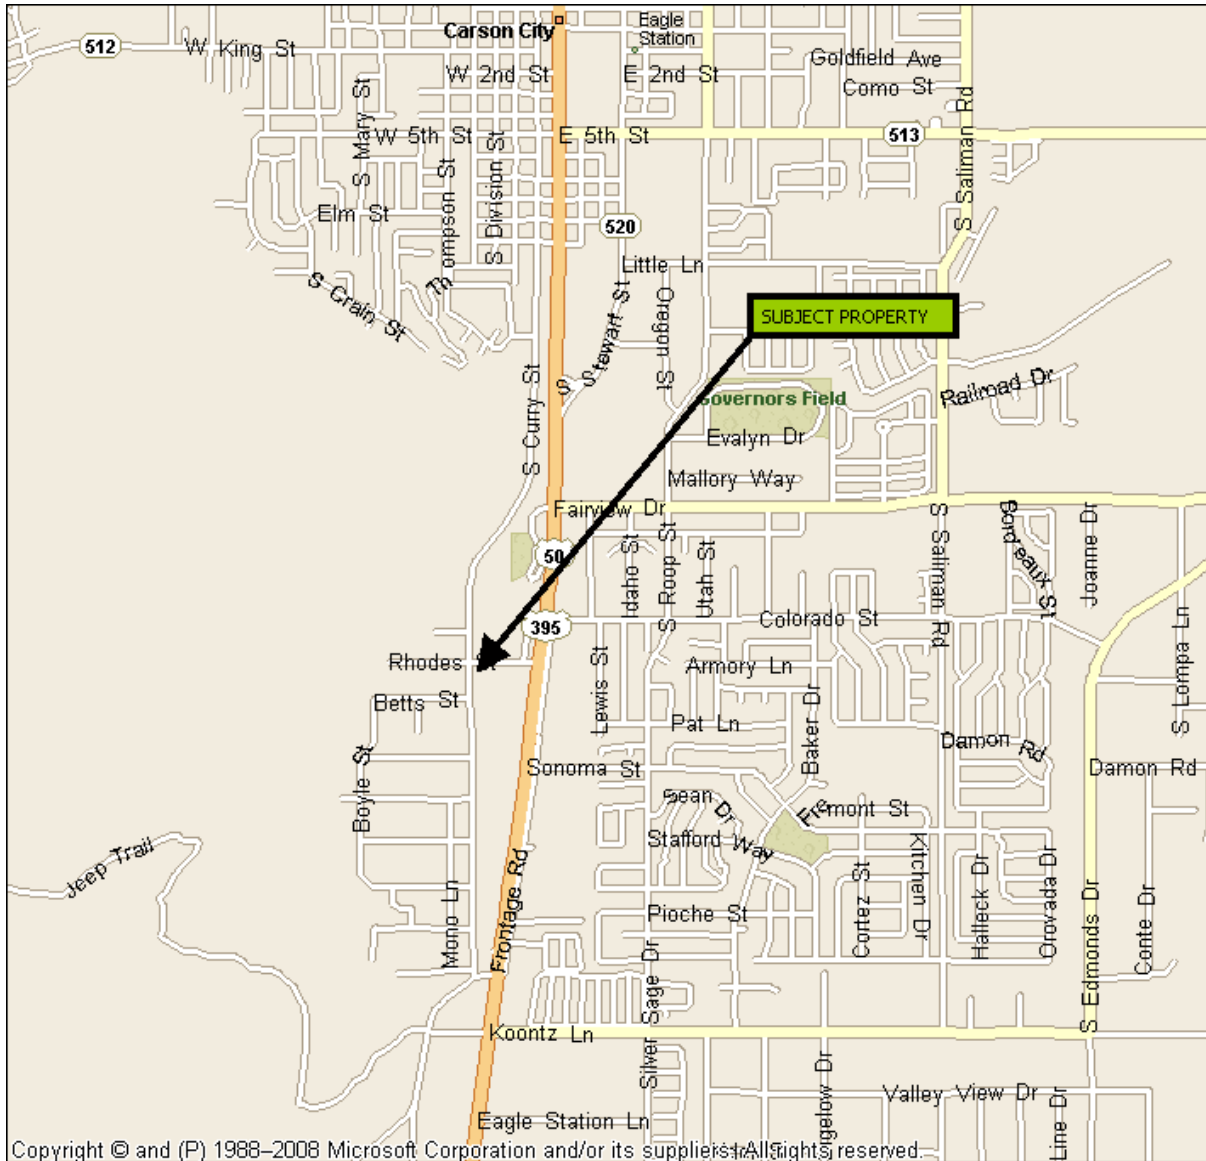 Carson City
Eagle
Station
512
W King St
Goldfield Ave
W 2nd St
E 2nd St
Como St
S Mary St
W 5th St
E 5th St
513
S Saliman Rd
S Division St
Thompson St
Elm St
520
Little Ln
S Crain St
Oregon St
SUBJECT PROPERTY
S Stewart St
S Curry St
Governors Field
Railroad Dr
Evalyn Dr
Mallory Way
Fairview Dr
50
Idaho St
S Roop St
Utah St
S Saliman Rd
Bordeaux St
Joanne Dr
395
Colorado St
S Lompa Ln
Rhodes St
Lewis St
Armory Ln
Betts St
Pat Ln
Baker Dr
Damon Rd
Damon Rd
Boyle St
Sonoma St
Sean Dr
Fremont St
Stafford Way
Jeep Trail
Kitchen Dr
Cortez St
Halleck Dr
Orovada Dr
Mono Ln
Frontage Rd
Pioche St
Conte Dr
S Edmonds Dr
Silver Sage Dr
Koontz Ln
Valley View Dr
Eagle Station Ln
Line Dr
Copyright © and (P) 1988–2008 Microsoft Corporation and/or its suppliers. All rights reserved.